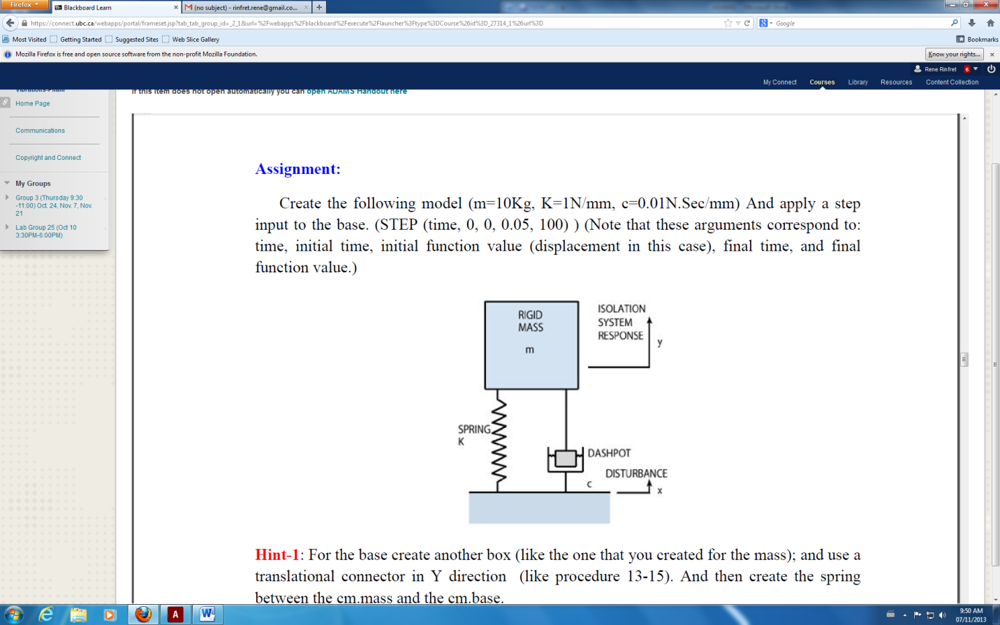 Firefox
Blackboard Learn
(no subject) - rinfret.rene@gmail.co...
https://connect.ubc.ca/webapps/portal/frameset.jsp?tab_tab_group_id=_2_1&url=%2Fwebapps%2Fblackboard%2Fexecute%2Flauncher%3Ftype%3DCourse%26id%3D_27314_1%26url%3D
Google
Most Visited Getting Started Suggested Sites Web Slice Gallery
Bookmarks
Mozilla Firefox is free and open source software from the non-profit Mozilla Foundation.
Know your rights...
Rene Rinfret 6
My Connect Courses Library Resources Content Collection
If this item does not open automatically you can open ADAMS Handout here
Home Page
Communications
Copyright and Connect
My Groups
Group 3 (Thursday 9:30
-11:00) Oct. 24, Nov. 7, Nov.
21
Lab Group 25 (Oct 10
3:30PM-6:00PM)
Assignment:
Create the following model (m=10Kg, K=1N/mm, c=0.01N.Sec/mm) And apply a step
input to the base. (STEP (time, 0, 0, 0.05, 100) ) (Note that these arguments correspond to:
time, initial time, initial function value (displacement in this case), final time, and final
function value.)
RIGID
MASS
m
ISOLATION
SYSTEM
RESPONSE
y
SPRING
K
DASHPOT
DISTURBANCE
c
x
Hint-1: For the base create another box (like the one that you created for the mass); and use a
translational connector in Y direction (like procedure 13-15). And then create the spring
between the cm.mass and the cm.base.
9:50 AM
07/11/2013